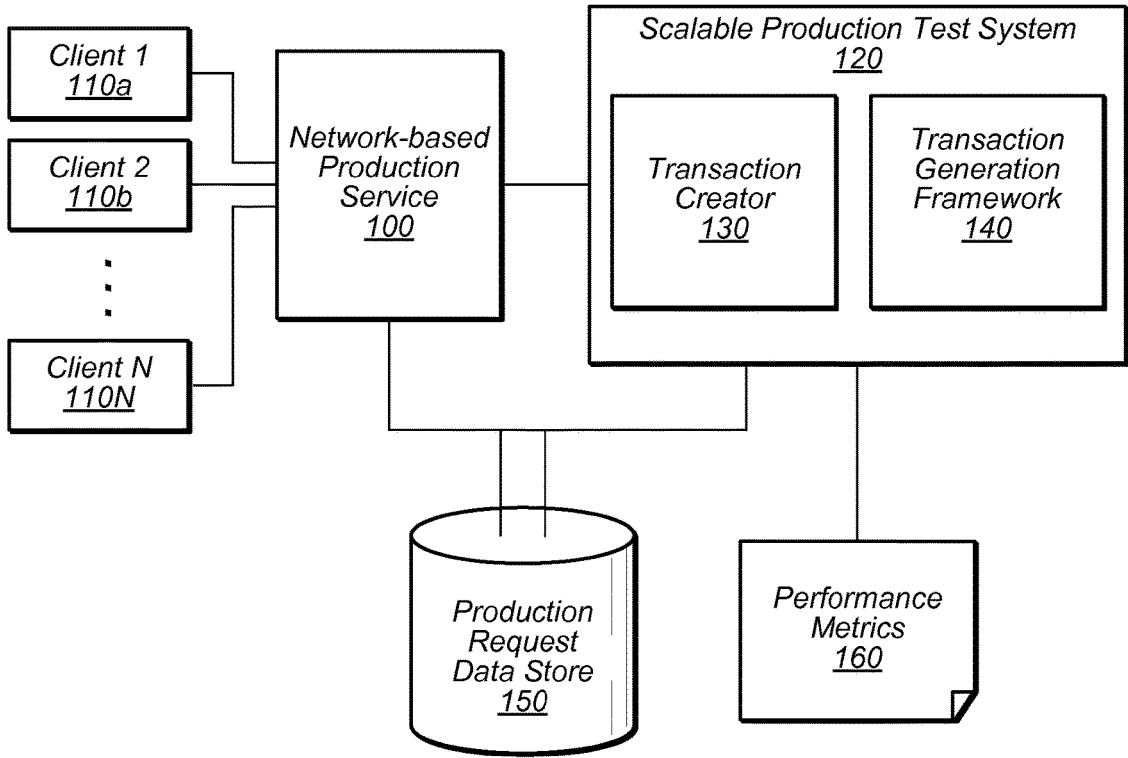 Client 1
110a
Client 2
110b
Client N
110N
Network-based
Production
Service
100
Scalable Production Test System
120
Transaction
Creator
130
Transaction
Generation
Framework
140
Production
Request
Data Store
150
Performance
Metrics
160